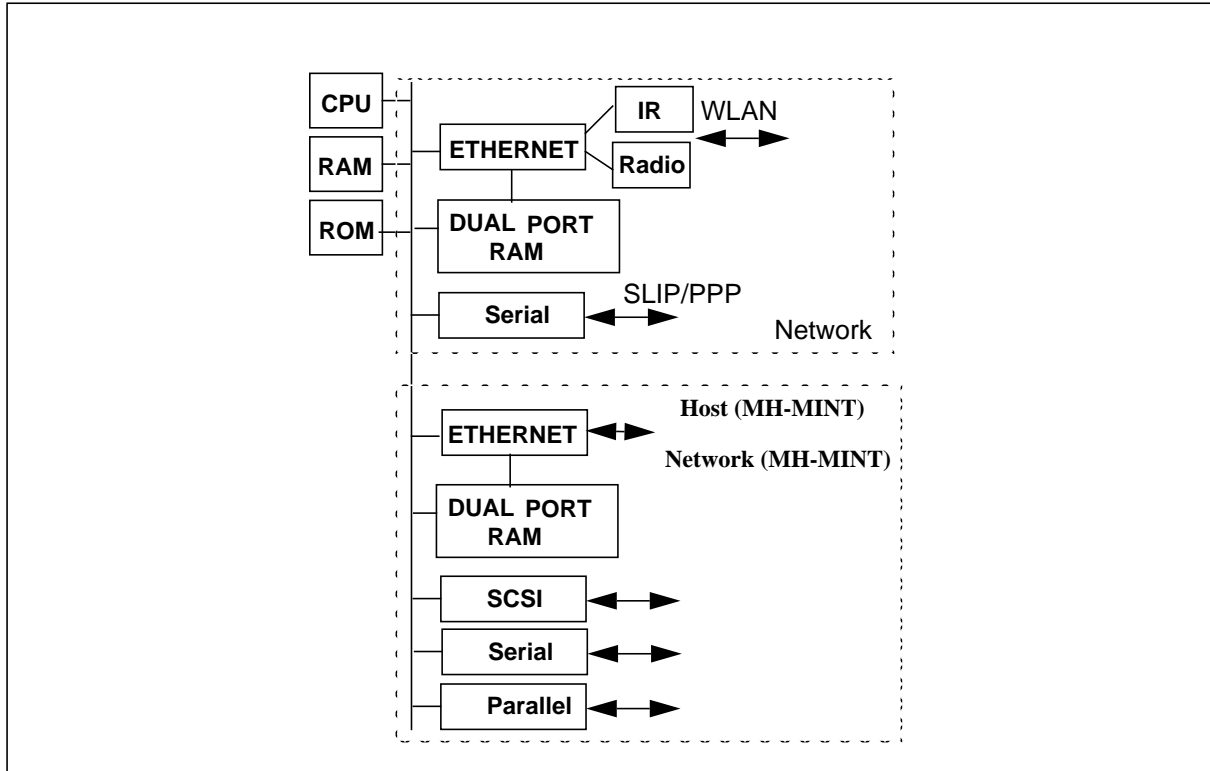 CPU
RAM
ROM
ETHERNET
IR
Radio
WLAN
DUAL PORT
RAM
Serial
SLIP/PPP
Network
ETHERNET
Host (MH-MINT)
Network (MH-MINT)
DUAL PORT
RAM
SCSI
Serial
Parallel